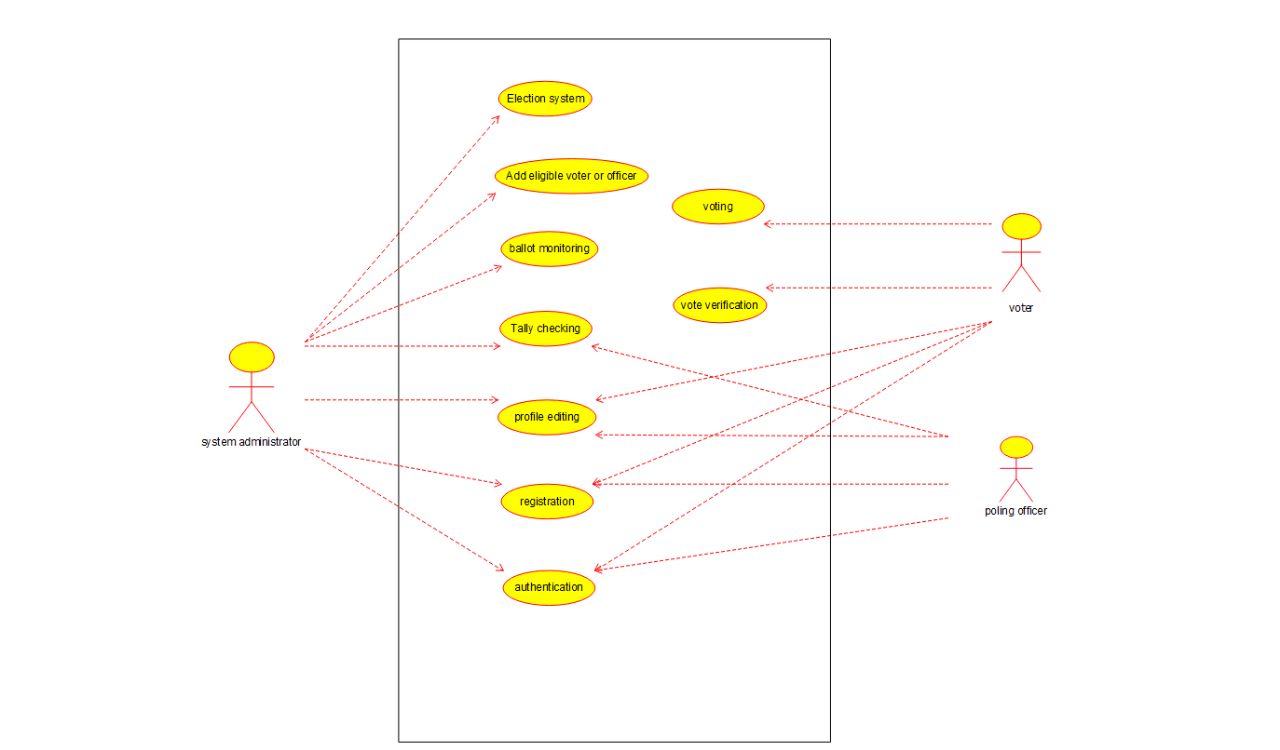 Election system
Add eligible voter or officer
voting
ballot monitoring
vote verification
voter
Tally checking
profile editing
system administrator
registration
poling officer
authentication